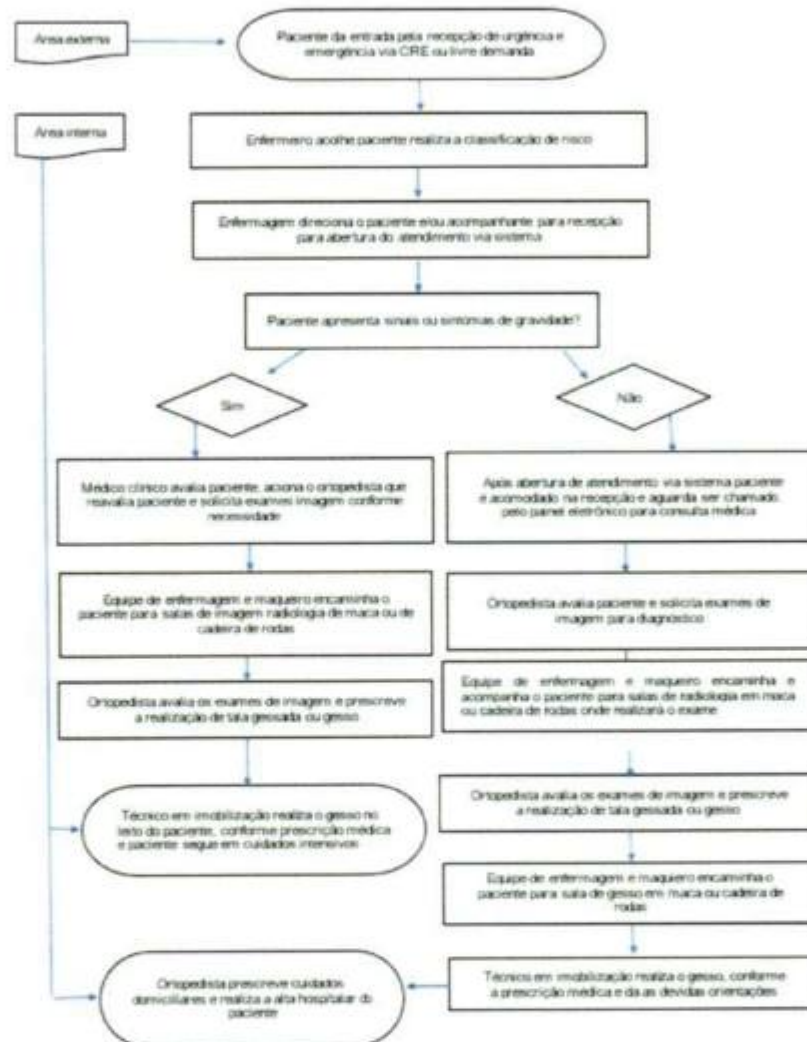 Area externa
Paciente da entrada pela recepção de urgência e
emergência via CRE ou livre demanda
Area interna
Enfermeiro acolhe paciente realiza a classificação de risco
Enfermagem direciona o paciente e/ou acompanhante para recepção
para abertura do atendimento via sistema
Paciente apresenta sinais ou sintomas de gravidade?
Sim
Não
Médico clínico avalia paciente, aciona o ortopedista que
reavalia paciente e solicita exames imagem conforme
necessidade
Após abertura de atendimento via sistema paciente
é acomodado na recepção e aguarda ser chamado
pelo painel eletrônico para consulta médica
Equipe de enfermagem e maqueiro encaminha o
paciente para salas de imagem radiologia de maca ou de
cadeira de rodas
Ortopedista avalia paciente e solicita exames de
imagem para diagnóstico
Equipe de enfermagem e maqueiro encaminha e
acompanha o paciente para salas de radiologia em maca
ou cadeira de rodas onde realizará o exame
Ortopedista avalia os exames de imagem e prescreve
a realização de tala gessada ou gesso
Ortopedista avalia os exames de imagem e prescreve
a realização de tala gessada ou gesso
Técnico em imobilização realiza o gesso no
leito do paciente, conforme prescrição médica
e paciente segue em cuidados intensivos
Equipe de enfermagem e maquiero encaminha o
paciente para sala de gesso em maca ou cadeira de
rodas
Ortopedista prescreve cuidados
domiciliares e realiza a alta hospitalar do
paciente
Técnico em imobilização realiza o gesso, conforme
a prescrição médica e da as devidas orientações